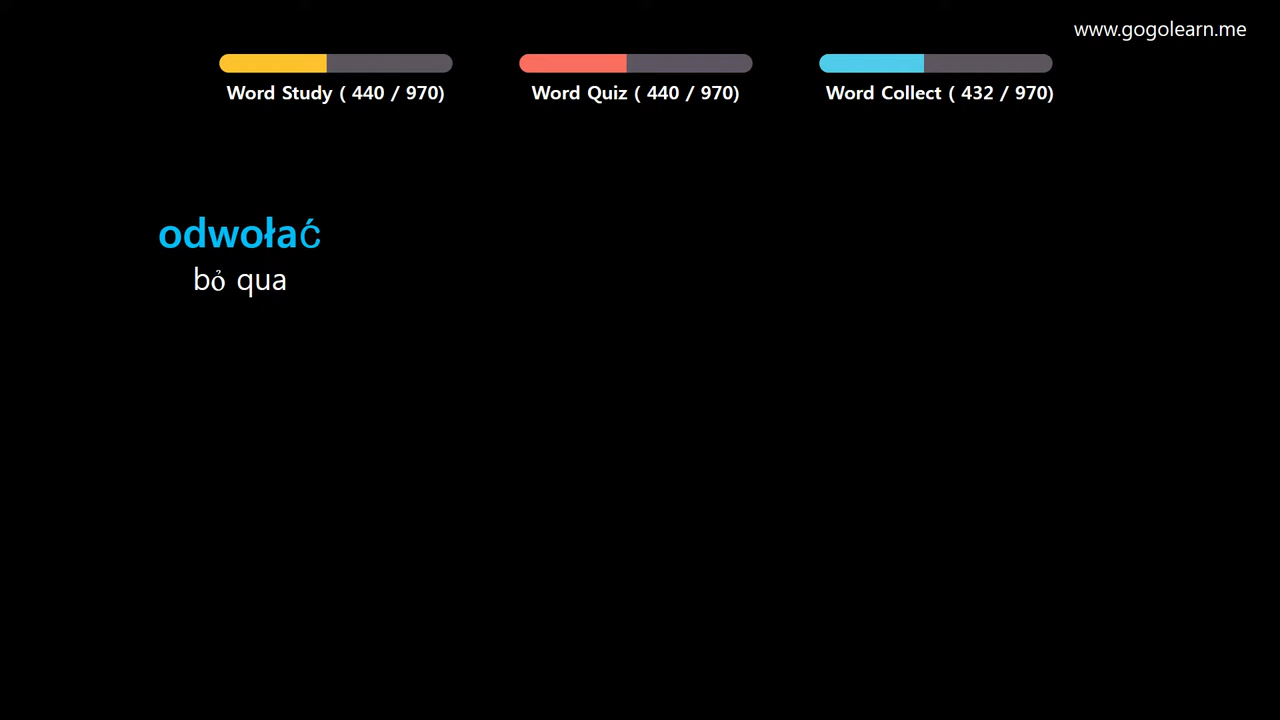 www.gogolearn.me
Word Study ( 440 / 970)
Word Quiz ( 440 / 970)
Word Collect ( 432 / 970)
odwołać
bỏ qua